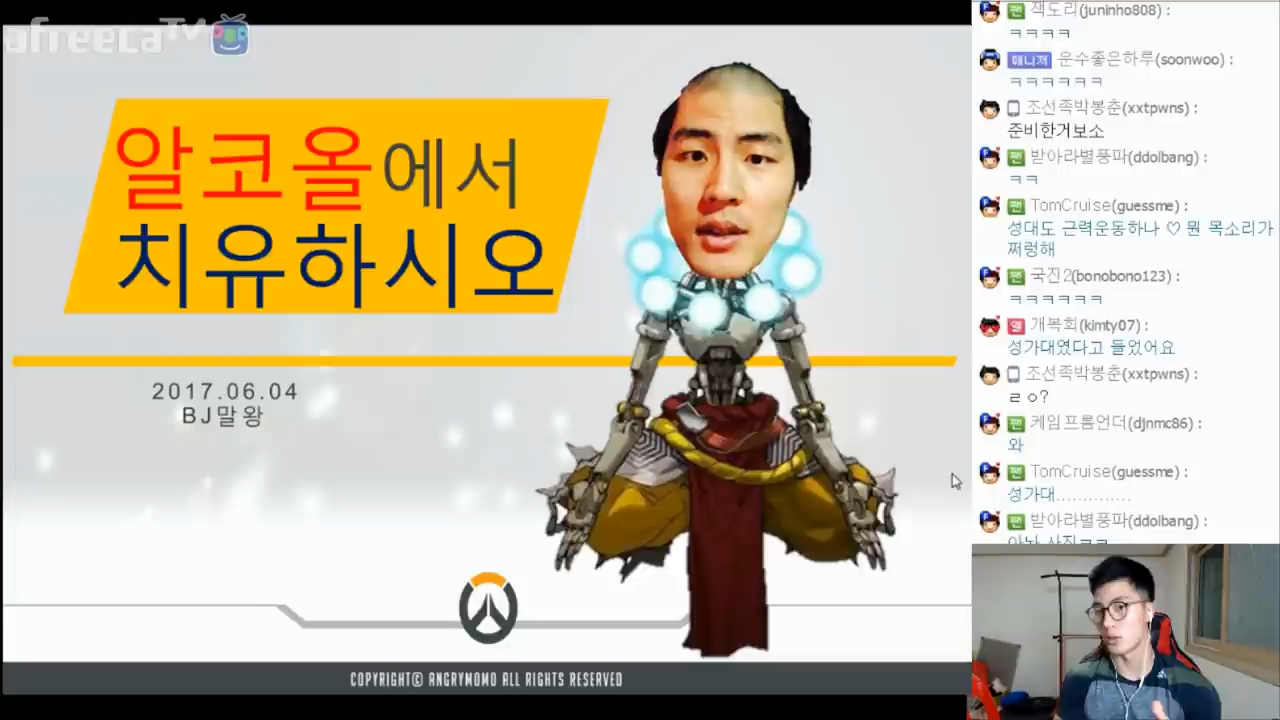 afreecaTV
알코올에서
치유하시오
2017.06.04
BJ말왕
COPYRIGHT© ANGRYMOMO ALL RIGHTS RESERVED
팬 잭도리(juninho808) :
ㅋㅋㅋㅋ
매니저 운수좋은하루(soonwoo) :
ㅋㅋㅋㅋㅋㅋ
조선족박봉춘(xxtpwns) :
준비한거보소
팬 받아라별풍파(ddolbang) :
ㅋㅋ
팬 TomCruise(guessme) :
성대도 근력운동하나 ♡ 뭔 목소리가
쩌렁해
팬 국진2(bonobono123) :
ㅋㅋㅋㅋㅋㅋ
열 개복회(kimty07) :
성가대였다고 들었어요
조선족박봉춘(xxtpwns) :
ㄹㅇ?
팬 케임프롬언더(djnmc86) :
와
팬 TomCruise(guessme) :
성가대..............
팬 받아라별풍파(ddolbang) :